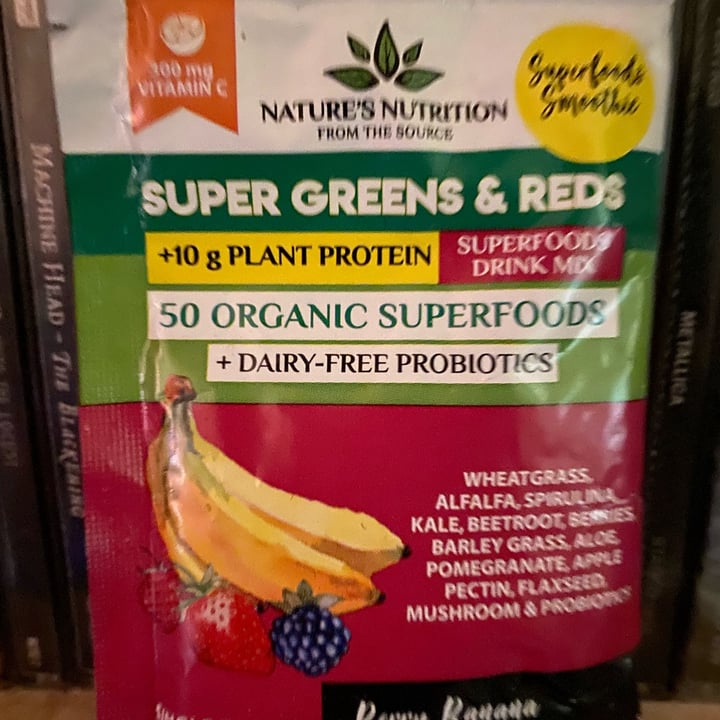 300 mg
VITAMIN C
NATURE'S NUTRITION
FROM THE SOURCE
Superfoods
Smoothie
SUPER GREENS & REDS
+10 g PLANT PROTEIN
SUPERFOODS
DRINK MIX
50 ORGANIC SUPERFOODS
+ DAIRY-FREE PROBIOTICS
WHEATGRASS,
ALFALFA, SPIRULINA,
KALE, BEETROOT, BERRIES,
BARLEY GRASS, ALOE,
POMEGRANATE, APPLE
PECTIN, FLAXSEED,
MUSHROOM & PROBIOTICS
Berry Banana
MACHINE HEAD - THE BLACKENING
METALLICA